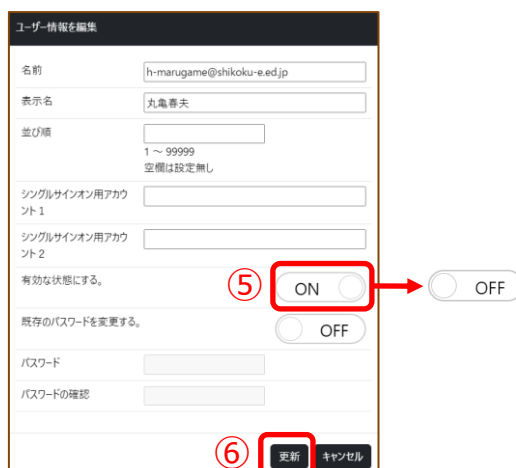 ユーザー情報を編集
名前
h-marugame@shikoku-e.ed.jp
表示名
丸亀春夫
並び順
1 ～ 99999
空欄は設定無し
シングルサインオン用アカウ
ント1
シングルサインオン用アカウ
ント2
有効な状態にする。
⑤
ON
OFF
既存のパスワードを変更する。
OFF
パスワード
パスワードの確認
⑥
更新
キャンセル